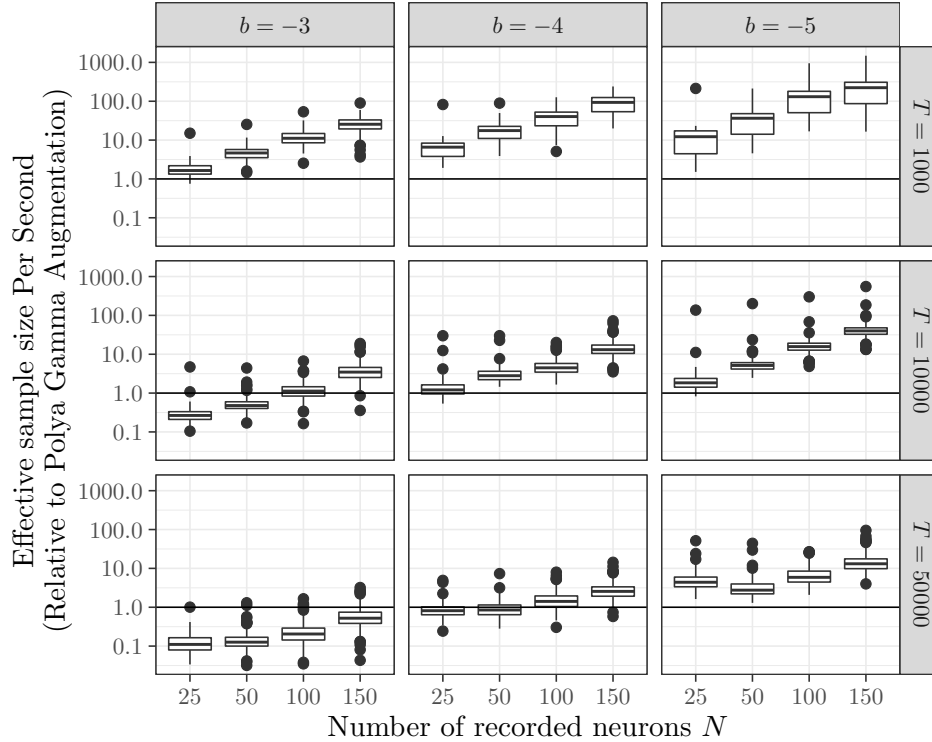 b = −3
b = −4
b = −5
Effective sample size Per Second
(Relative to Polya Gamma Augmentation)
1000.0
100.0
10.0
1.0
0.1
T = 1000
1000.0
100.0
10.0
1.0
0.1
T = 10000
1000.0
100.0
10.0
1.0
0.1
T = 50000
25 50 100 150 25 50 100 150 25 50 100 150
Number of recorded neurons N